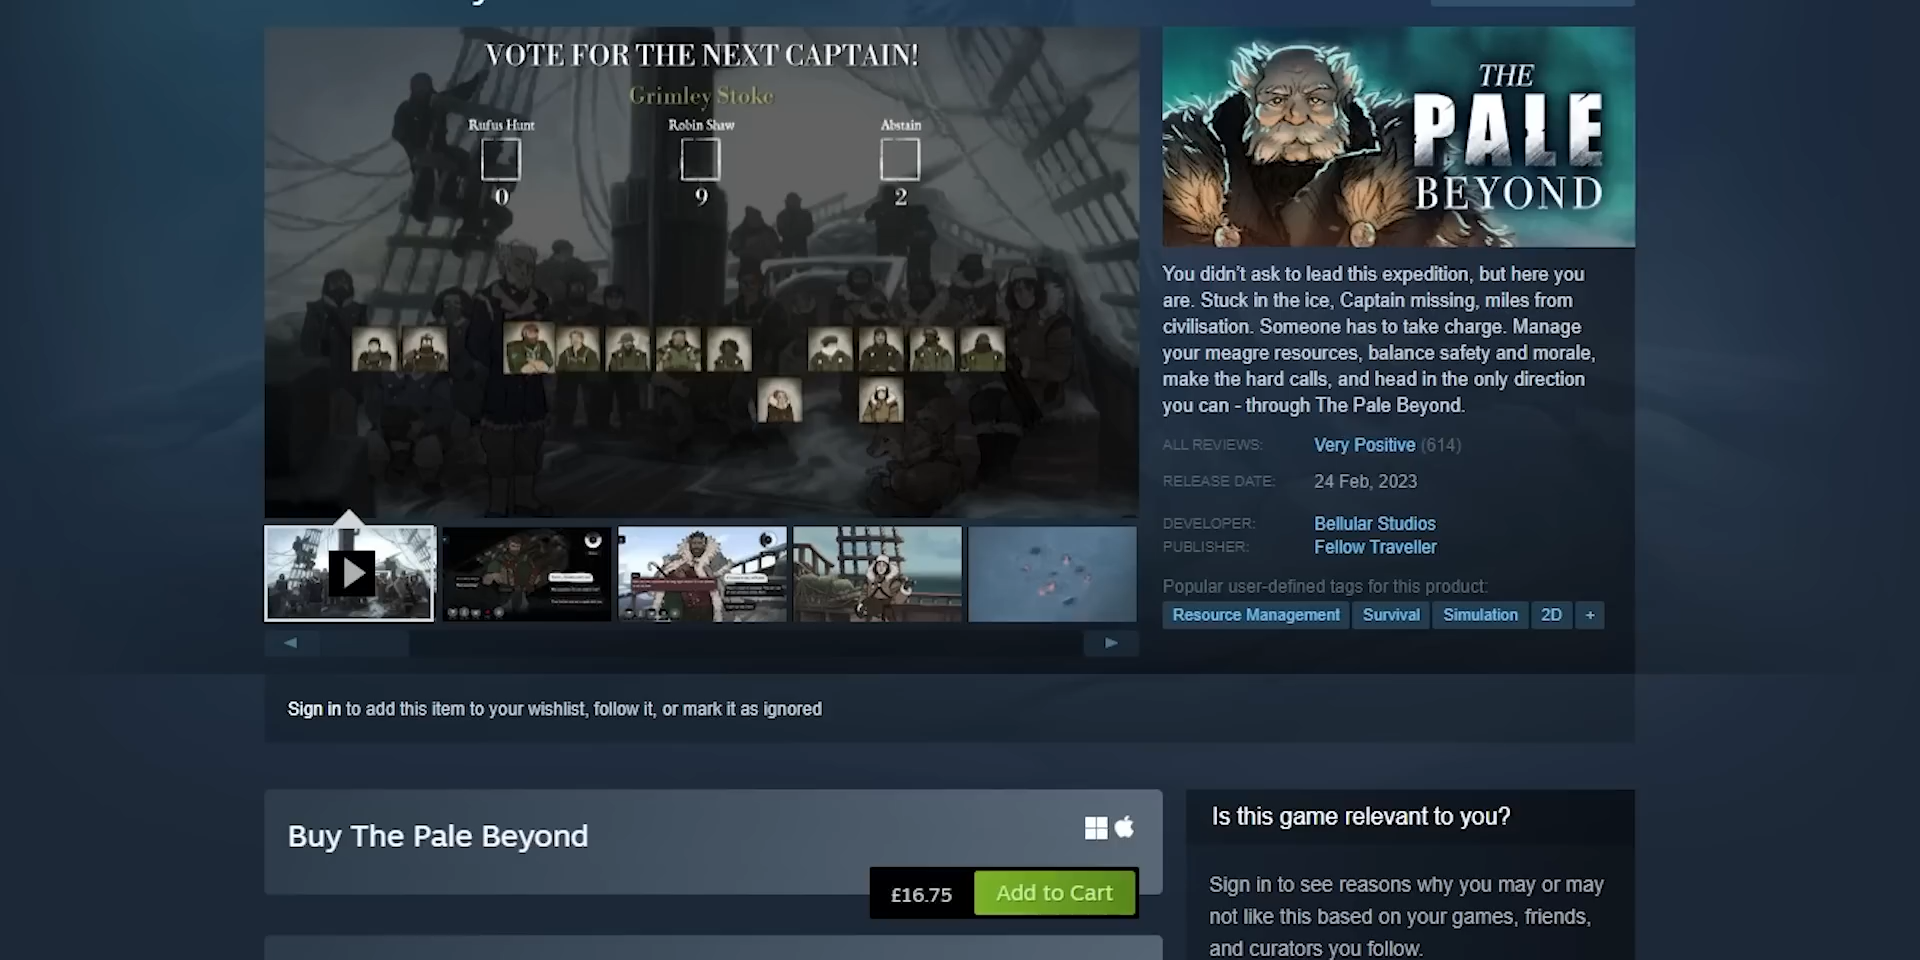 VOTE FOR THE NEXT CAPTAIN!
Grimley Stoke
Rufus Hunt
Robin Shaw
Abstain
0
9
2
THE
PALE
BEYOND
You didn't ask to lead this expedition, but here you
are. Stuck in the ice, Captain missing, miles from
civilisation. Someone has to take charge. Manage
your meagre resources, balance safety and morale,
make the hard calls, and head in the only direction
you can - through The Pale Beyond.
ALL REVIEWS: Very Positive (614)
RELEASE DATE: 24 Feb, 2023
DEVELOPER: Bellular Studios
PUBLISHER: Fellow Traveller
Popular user-defined tags for this product:
Resource Management Survival Simulation 2D +
Sign in to add this item to your wishlist, follow it, or mark it as ignored
Buy The Pale Beyond
£16.75 Add to Cart
Is this game relevant to you?
Sign in to see reasons why you may or may
not like this based on your games, friends,
and curators you follow.